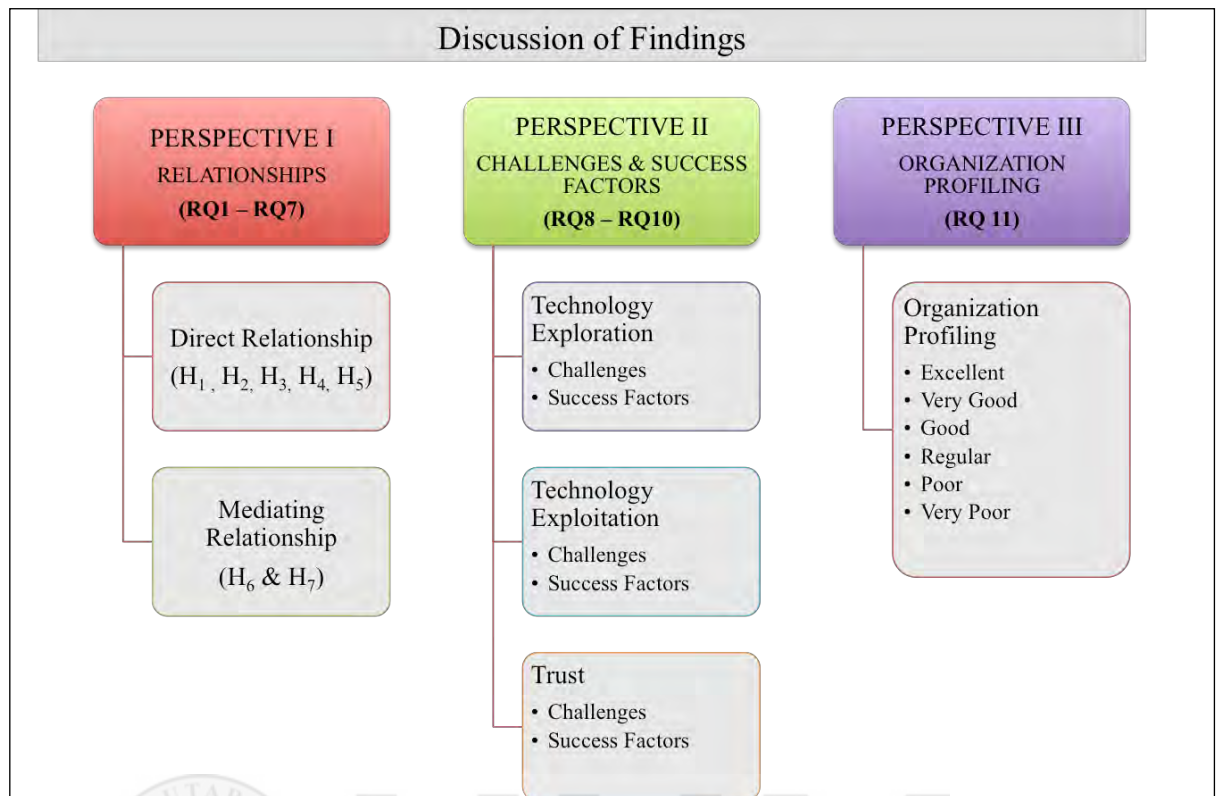 Discussion of Findings
PERSPECTIVE I
RELATIONSHIPS
(RQ1 – RQ7)
Direct Relationship
(H₁ , H₂, H₃, H₄, H₅)
Mediating
Relationship
(H₆ & H₇)
PERSPECTIVE II
CHALLENGES & SUCCESS
FACTORS
(RQ8 – RQ10)
Technology
Exploration
• Challenges
• Success Factors
Technology
Exploitation
• Challenges
• Success Factors
Trust
• Challenges
• Success Factors
PERSPECTIVE III
ORGANIZATION
PROFILING
(RQ 11)
Organization
Profiling
• Excellent
• Very Good
• Good
• Regular
• Poor
• Very Poor